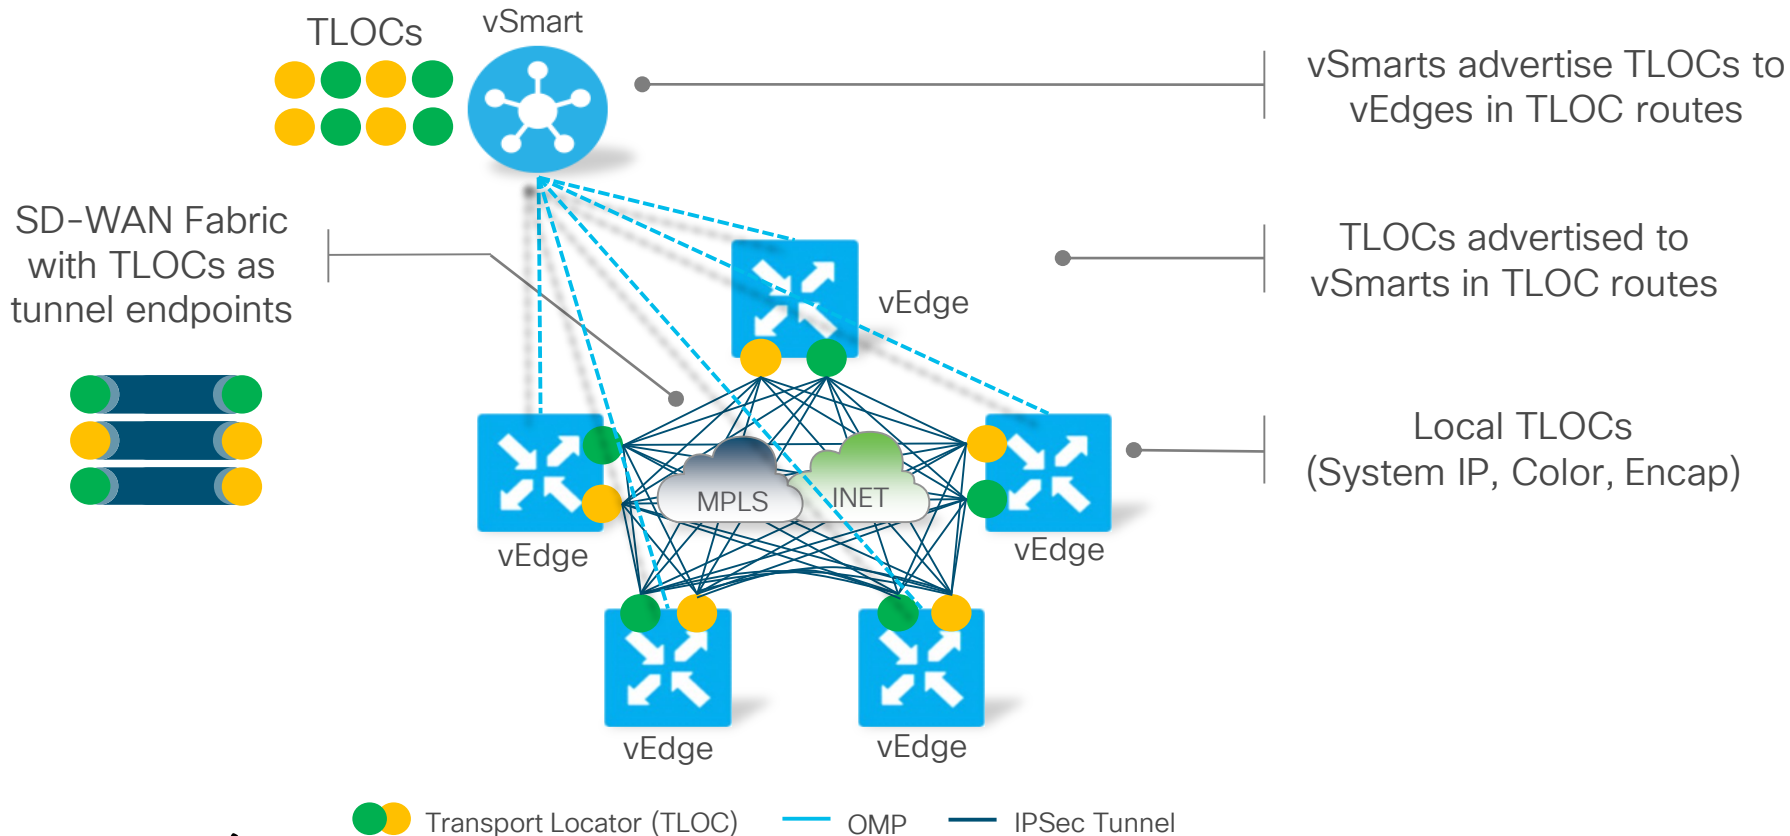 TLOCs
vSmart
vSmarts advertise TLOCs to
vEdges in TLOC routes
SD-WAN Fabric
with TLOCs as
tunnel endpoints
TLOCs advertised to
vSmarts in TLOC routes
vEdge
Local TLOCs
(System IP, Color, Encap)
MPLS
INET
vEdge
vEdge
vEdge
vEdge
Transport Locator (TLOC)
OMP
IPSec Tunnel